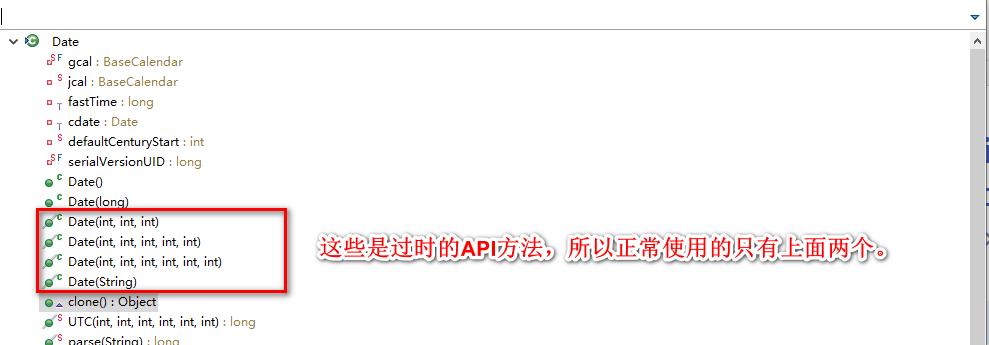 Date
gcal : BaseCalendar
jcal : BaseCalendar
fastTime : long
cdate : Date
defaultCenturyStart : int
serialVersionUID : long
Date()
Date(long)
Date(int, int, int)
Date(int, int, int, int, int)
这些是过时的API方法，所以正常使用的只有上面两个。
Date(int, int, int, int, int, int)
Date(String)
clone() : Object
UTC(int, int, int, int, int, int) : long
parse(String) : long